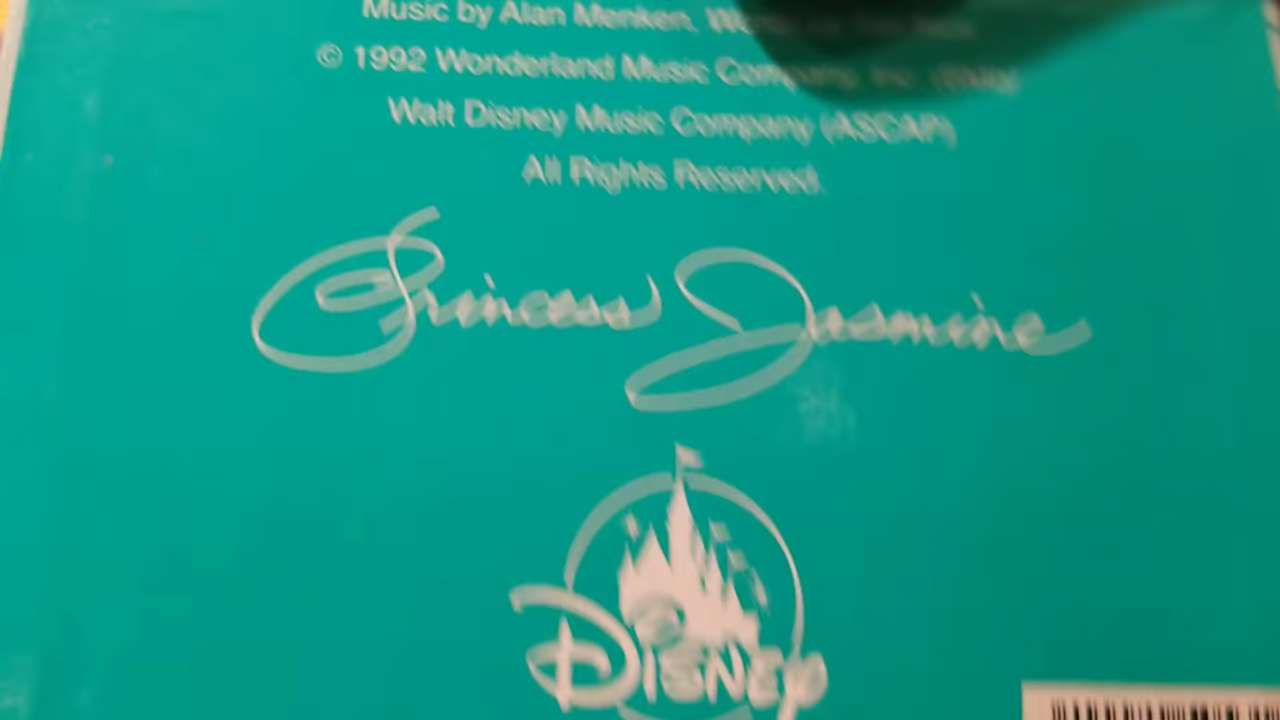 Music by Alan Menken,
© 1992 Wonderland Music Company, Inc.
Walt Disney Music Company (ASCAP)
All Rights Reserved.
Princess Jasmine
Disney